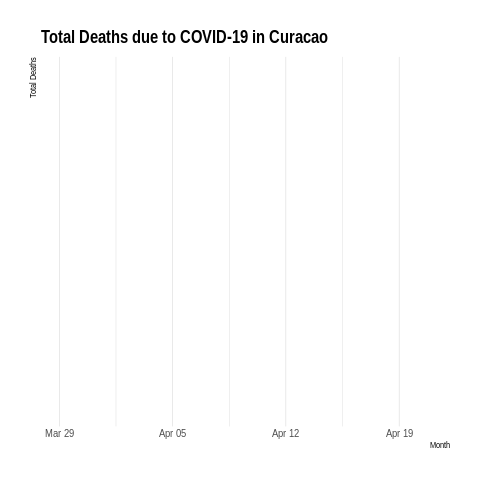 Total Deaths due to COVID-19 in Curacao
Total Deaths
Mar 29 Apr 05 Apr 12 Apr 19
Month